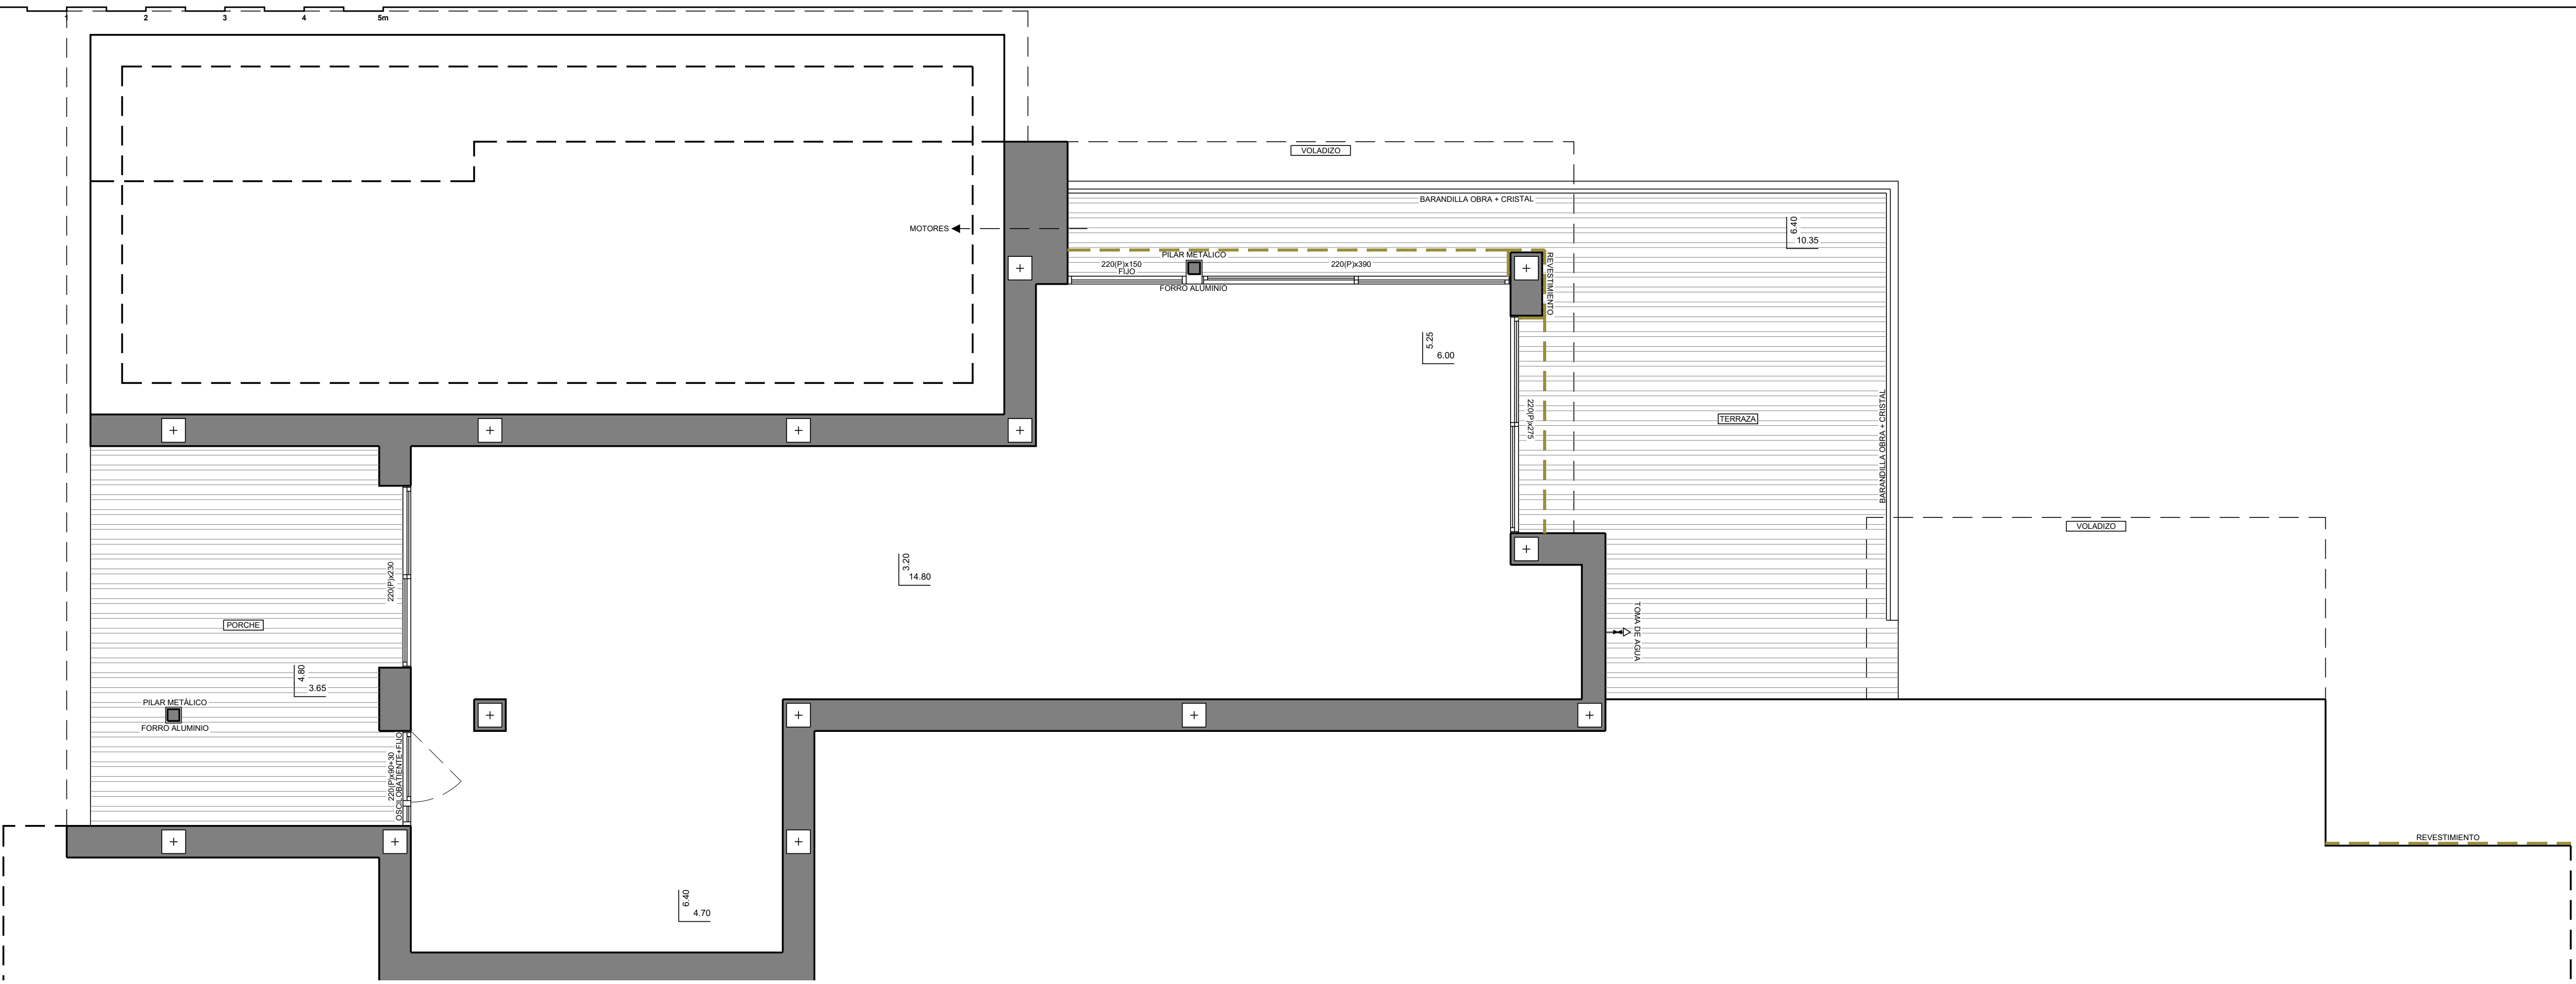 1 2 3 4 5m
VOLADIZO
BARANDILLA OBRA + CRISTAL
MOTORES
6.40
10.35
PILAR METÁLICO
220(P)x150
FIJO
220(P)x390
FORRO ALUMINIO
REVESTIMIENTO
5.25
6.00
220(P)x275
TERRAZA
BARANDILLA OBRA + CRISTAL
VOLADIZO
3.20
14.80
220(P)x230
PORCHE
TOMA DE AGUA
4.80
3.65
PILAR METÁLICO
FORRO ALUMINIO
220(P)x90+30
OSCILOBATIENTE+FIJO
REVESTIMIENTO
6.40
4.70